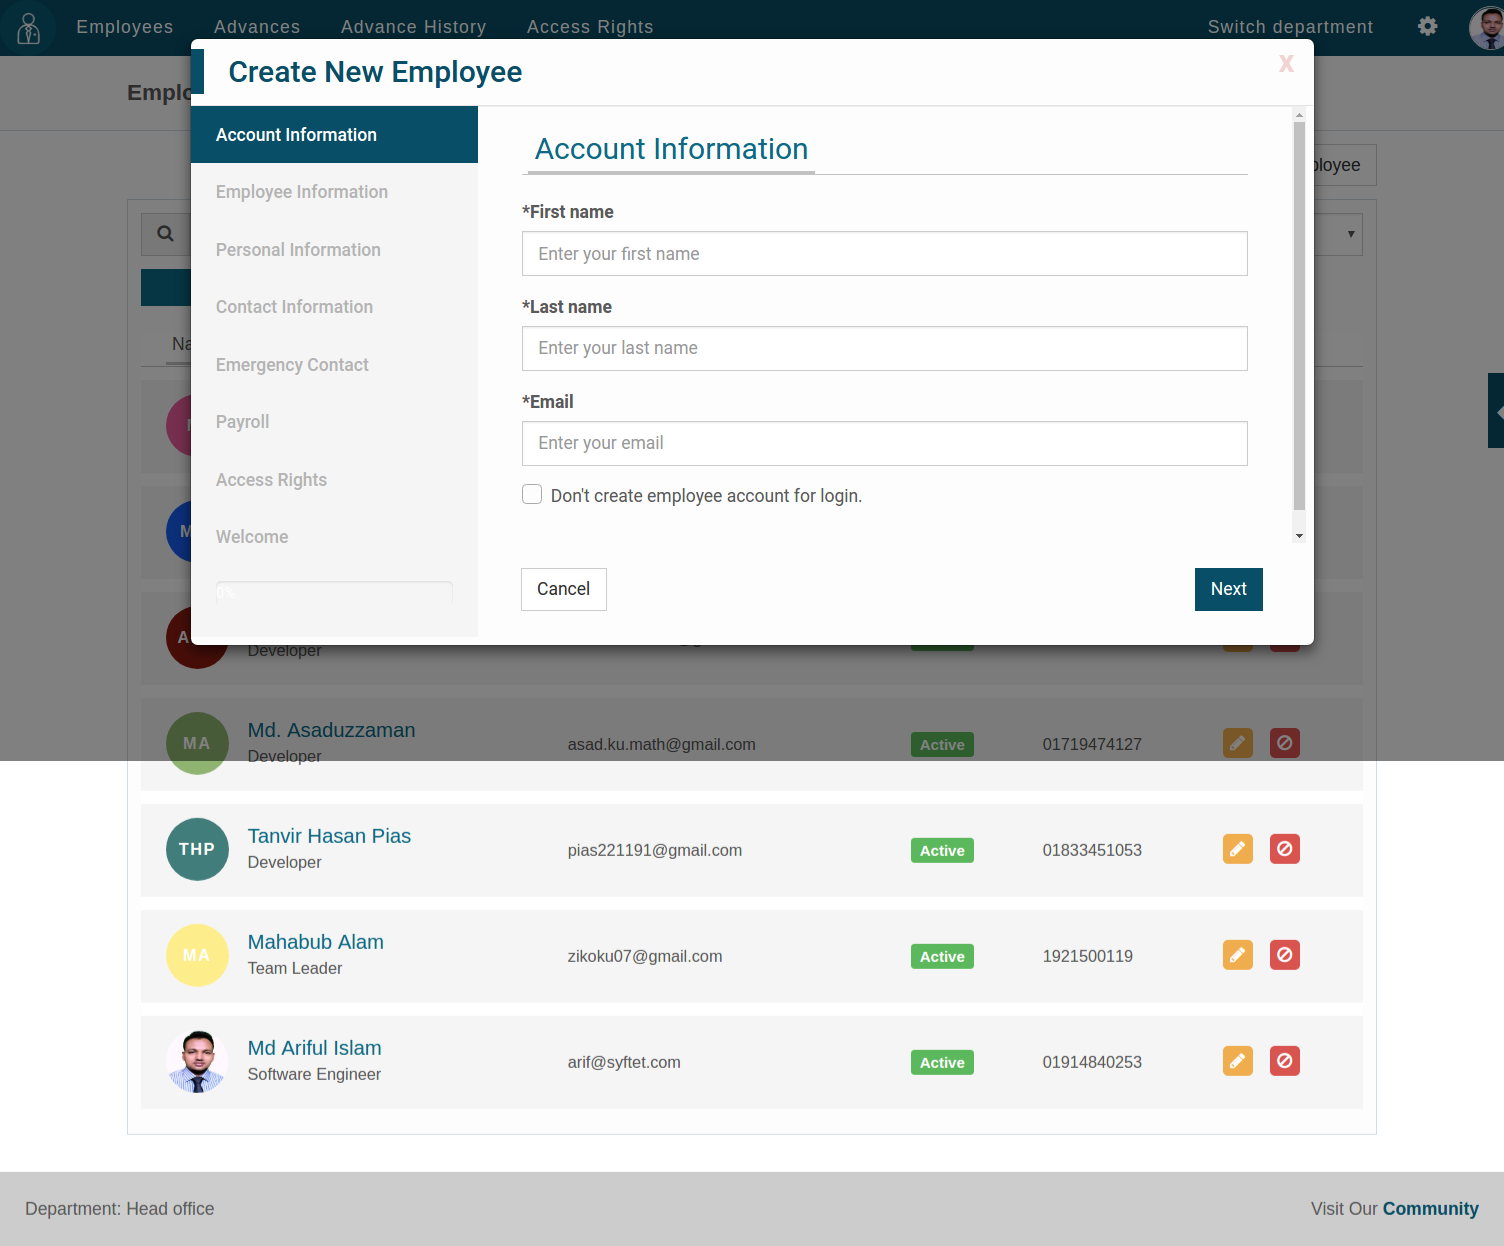 Employees Advances Advance History Access Rights Switch department
Create New Employee X
Account Information
Employee Information
Personal Information
Contact Information
Emergency Contact
Payroll
Access Rights
Welcome
0%
Account Information
*First name
Enter your first name
*Last name
Enter your last name
*Email
Enter your email
Don't create employee account for login.
Cancel Next
Developer
MA Md. Asaduzzaman
Developer
asad.ku.math@gmail.com Active 01719474127
THP Tanvir Hasan Pias
Developer
pias221191@gmail.com Active 01833451053
MA Mahabub Alam
Team Leader
zikoku07@gmail.com Active 1921500119
Md Ariful Islam
Software Engineer
arif@syftet.com Active 01914840253
Department: Head office Visit Our Community